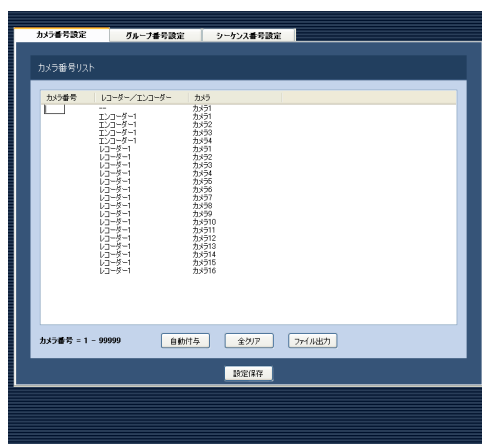 カメラ番号設定 グループ番号設定 シーケンス番号設定
カメラ番号リスト
カメラ番号 レコーダー/エンコーダー カメラ
-- カメラ1
エンコーダー1 カメラ1
エンコーダー1 カメラ2
エンコーダー1 カメラ3
エンコーダー1 カメラ4
レコーダー1 カメラ1
レコーダー1 カメラ2
レコーダー1 カメラ3
レコーダー1 カメラ4
レコーダー1 カメラ5
レコーダー1 カメラ6
レコーダー1 カメラ7
レコーダー1 カメラ8
レコーダー1 カメラ9
レコーダー1 カメラ10
レコーダー1 カメラ11
レコーダー1 カメラ12
レコーダー1 カメラ13
レコーダー1 カメラ14
レコーダー1 カメラ15
レコーダー1 カメラ16
カメラ番号 = 1 - 99999 自動付与 全クリア ファイル出力
設定保存